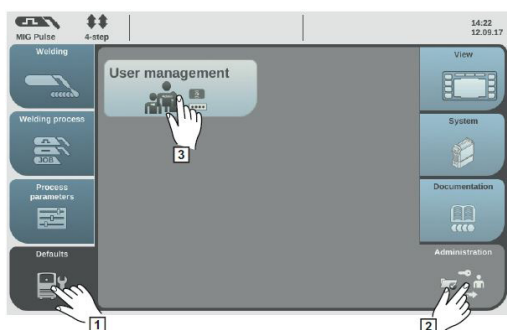 MIG Pulse
4-step
14:22
12.09.17
Welding
Welding process
JOB
Process
parameters
Defaults
User management
View
System
Documentation
Administration
3
1
2